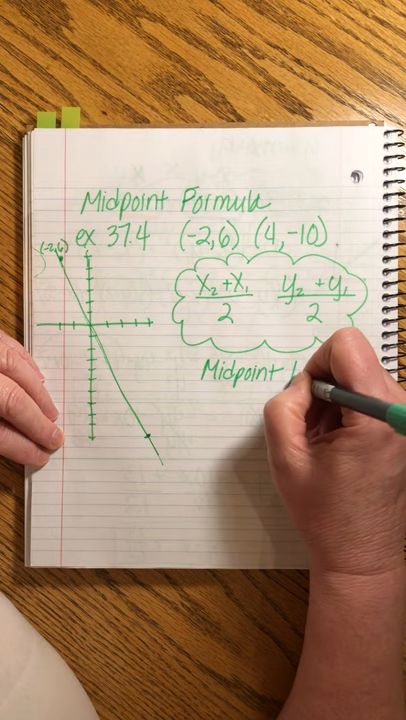 Midpoint Formula
ex 37.4 (-2,6) (4,-10)
(-2,6)
X₂+X₁ y₂+y₁
2 2
Midpoint